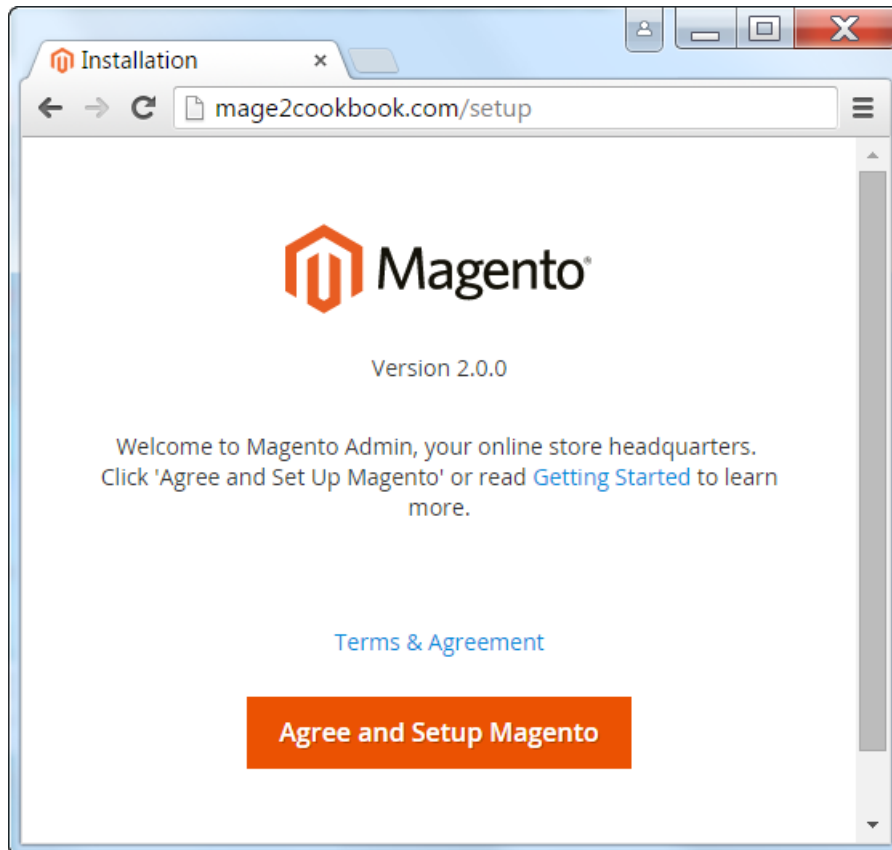 Installation
mage2cookbook.com/setup
Magento®
Version 2.0.0
Welcome to Magento Admin, your online store headquarters.
Click 'Agree and Set Up Magento' or read Getting Started to learn
more.
Terms & Agreement
Agree and Setup Magento